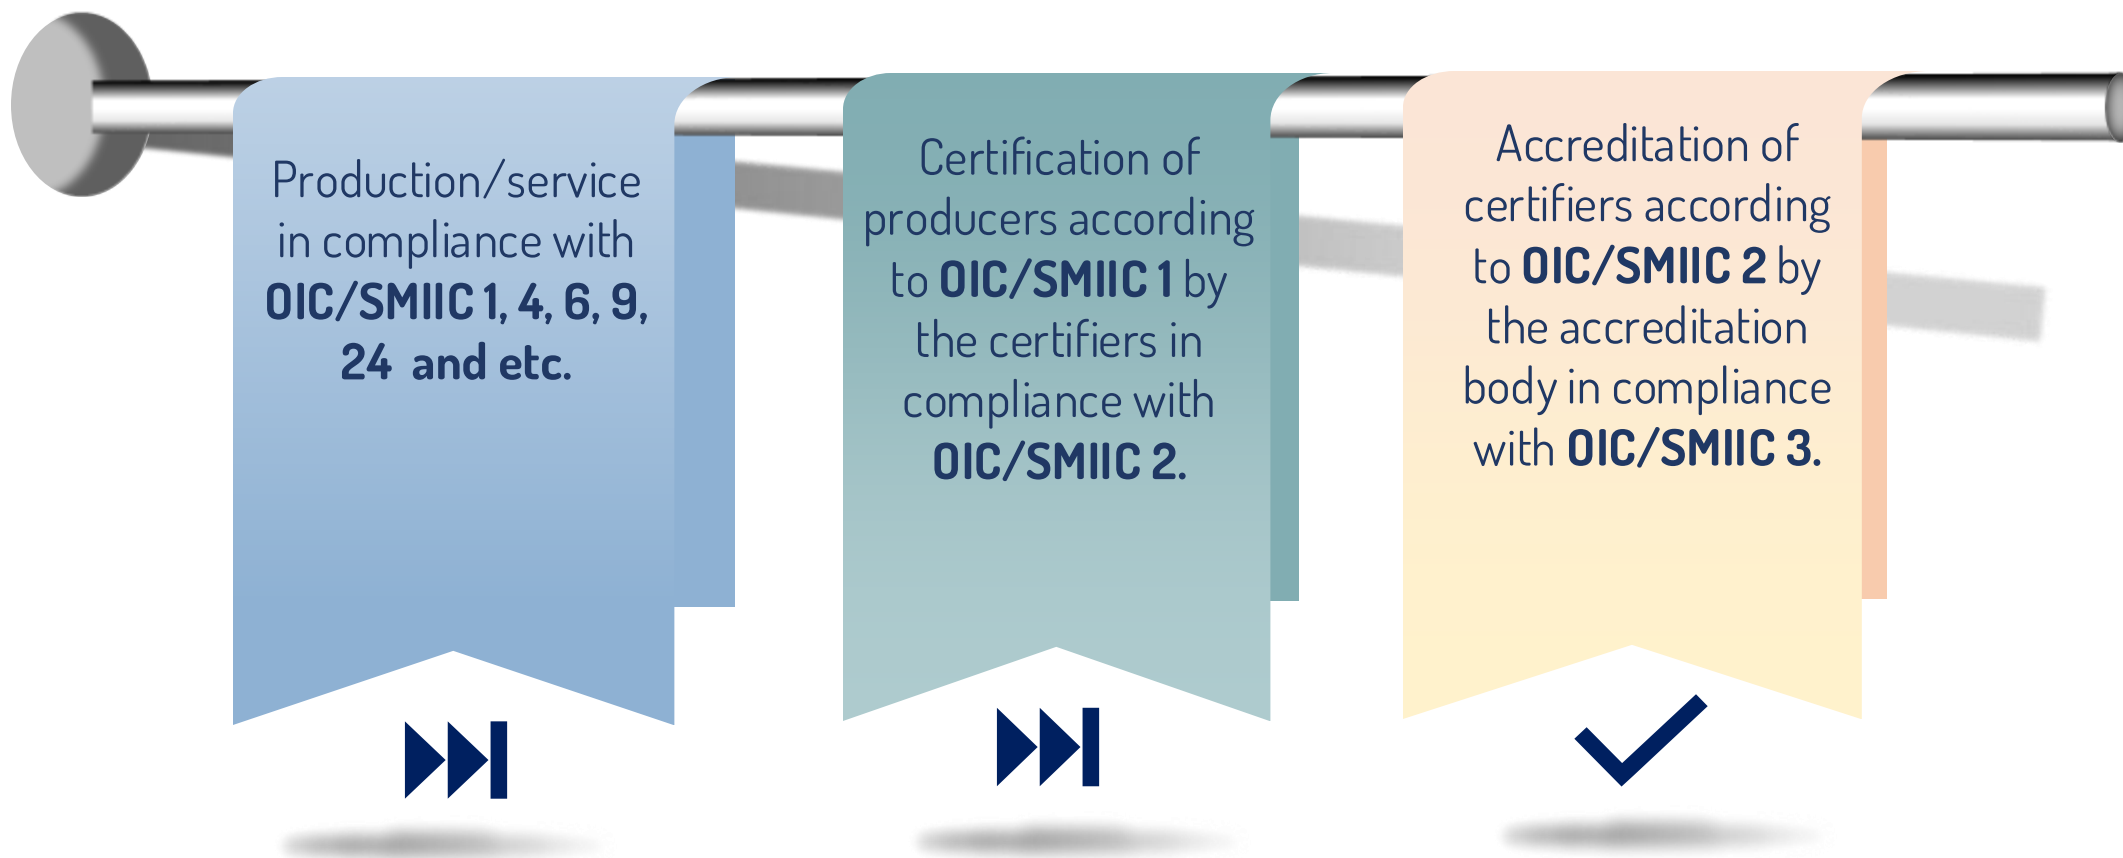 Production/service
in compliance with
OIC/SMIIC 1, 4, 6, 9,
24 and etc.
Certification of
producers according
to OIC/SMIIC 1 by
the certifiers in
compliance with
OIC/SMIIC 2.
Accreditation of
certifiers according
to OIC/SMIIC 2 by
the accreditation
body in compliance
with OIC/SMIIC 3.